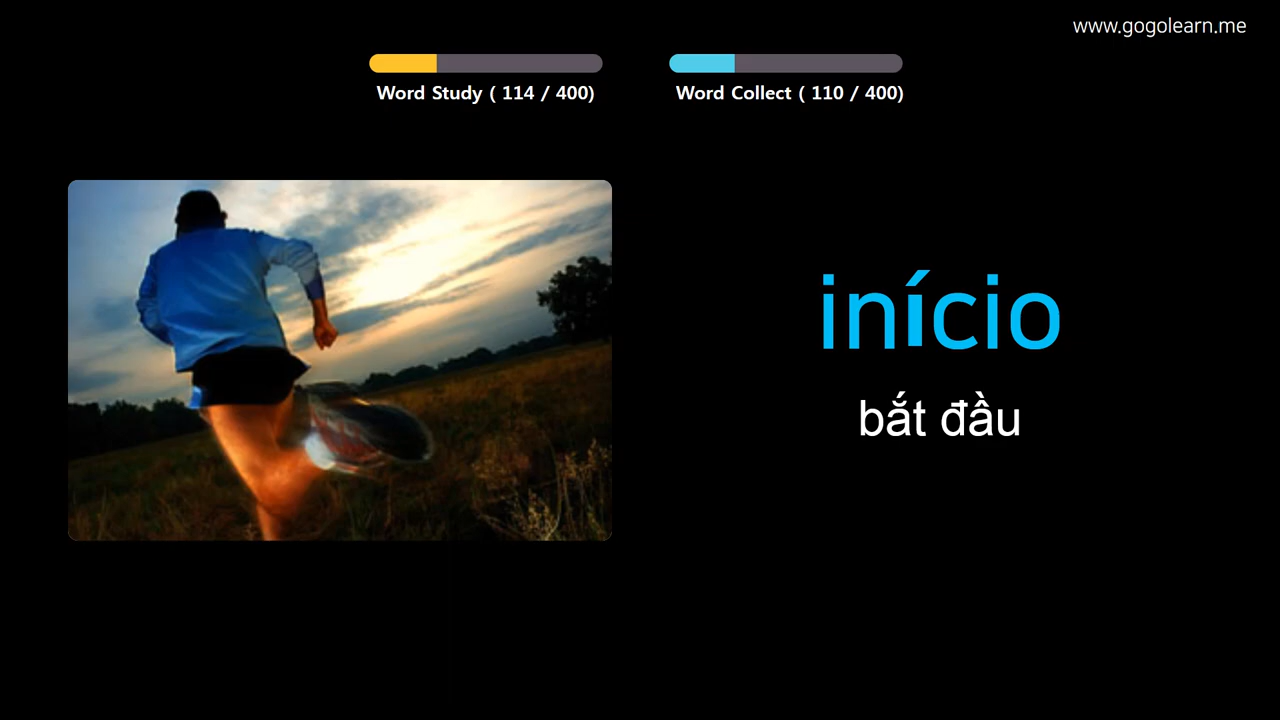 www.gogolearn.me
Word Study ( 114 / 400)
Word Collect ( 110 / 400)
início
bắt đầu